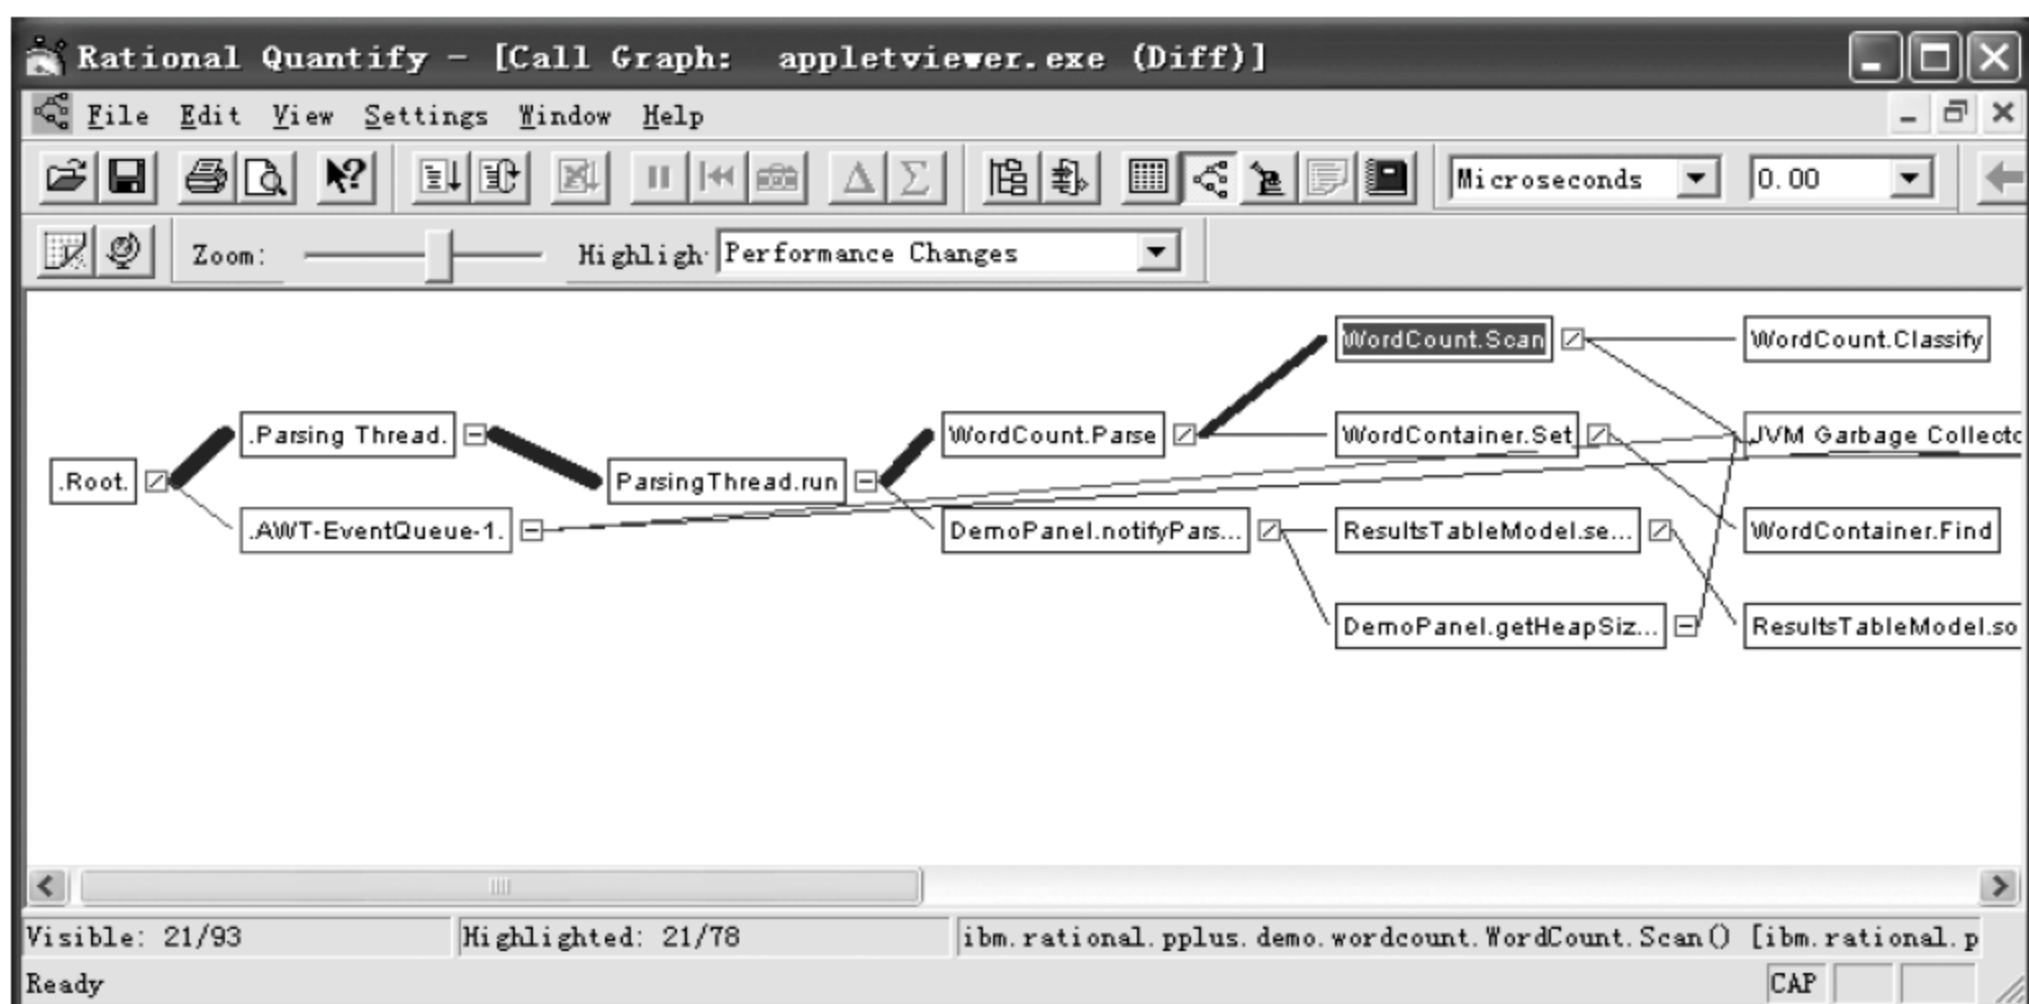 Rational Quantify - [Call Graph: appletviewer.exe (Diff)]
File Edit View Settings Window Help
Microseconds 0.00
Zoom: Highligh Performance Changes
WordCount.Scan WordCount.Classify
.Parsing Thread. WordCount.Parse WordContainer.Set JVM Garbage Collecto
.Root. ParsingThread.run
.AWT-EventQueue-1. DemoPanel.notifyPars... ResultsTableModel.se... WordContainer.Find
DemoPanel.getHeapSiz... ResultsTableModel.so
Visible: 21/93 Highlighted: 21/78 ibm.rational.pplus.demo.wordcount.WordCount.Scan() [ibm.rational.p
Ready CAP